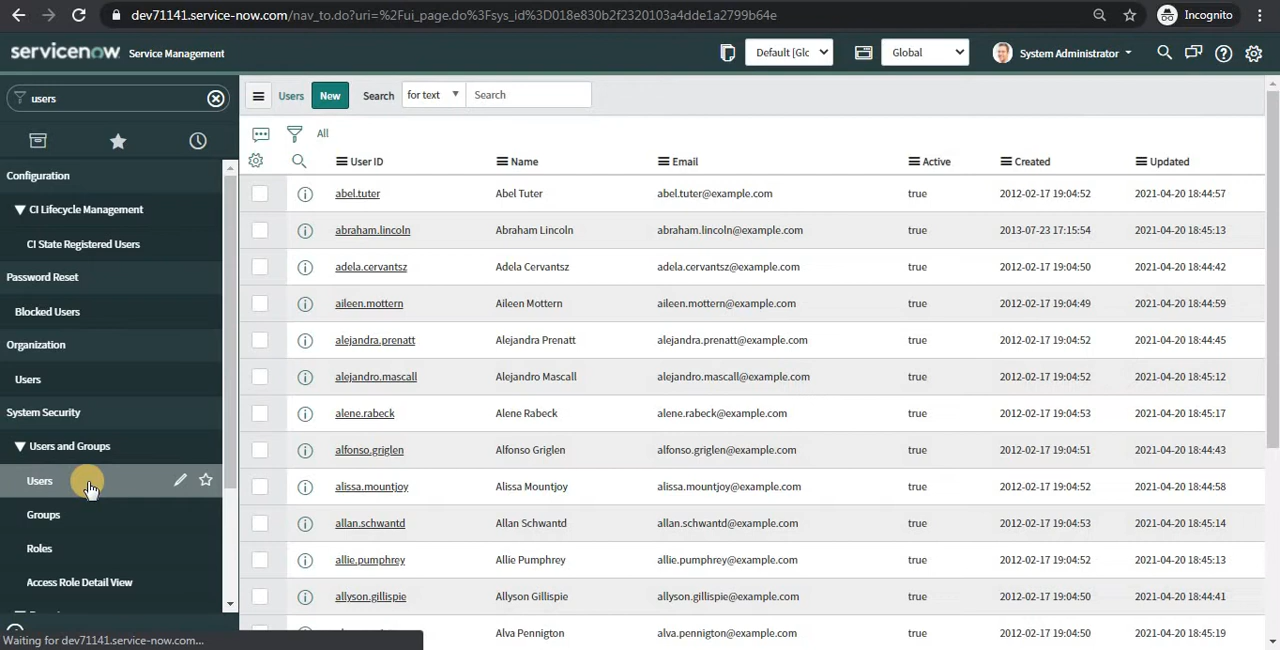 dev71141.service-now.com/nav_to.do?uri=%2Fui_page.do%3Fsys_id%3D018e830b2f2320103a4dde1a2799b64e
Incognito
servicenow Service Management
Default [Glc
Global
System Administrator
users
Users New Search for text Search
All
User ID Name Email Active Created Updated
Configuration
CI Lifecycle Management
CI State Registered Users
Password Reset
Blocked Users
Organization
Users
System Security
Users and Groups
Users
Groups
Roles
Access Role Detail View
abel.tuter Abel Tuter abel.tuter@example.com true 2012-02-17 19:04:52 2021-04-20 18:44:57
abraham.lincoln Abraham Lincoln abraham.lincoln@example.com true 2013-07-23 17:15:54 2021-04-20 18:45:13
adela.cervantsz Adela Cervantsz adela.cervantsz@example.com true 2012-02-17 19:04:50 2021-04-20 18:44:42
aileen.mottern Aileen Mottern aileen.mottern@example.com true 2012-02-17 19:04:49 2021-04-20 18:44:59
alejandra.prenatt Alejandra Prenatt alejandra.prenatt@example.com true 2012-02-17 19:04:52 2021-04-20 18:44:45
alejandro.mascall Alejandro Mascall alejandro.mascall@example.com true 2012-02-17 19:04:52 2021-04-20 18:45:12
alene.rabeck Alene Rabeck alene.rabeck@example.com true 2012-02-17 19:04:53 2021-04-20 18:45:17
alfonso.griglen Alfonso Griglen alfonso.griglen@example.com true 2012-02-17 19:04:51 2021-04-20 18:44:43
alissa.mountjoy Alissa Mountjoy alissa.mountjoy@example.com true 2012-02-17 19:04:52 2021-04-20 18:44:58
allan.schwantd Allan Schwantd allan.schwantd@example.com true 2012-02-17 19:04:53 2021-04-20 18:45:14
allie.pumphrey Allie Pumphrey allie.pumphrey@example.com true 2012-02-17 19:04:52 2021-04-20 18:45:13
allyson.gillispie Allyson Gillispie allyson.gillispie@example.com true 2012-02-17 19:04:50 2021-04-20 18:44:41
Alva Pennington alva.pennigton@example.com true 2012-02-17 19:04:50 2021-04-20 18:45:19
Waiting for dev71141.service-now.com...